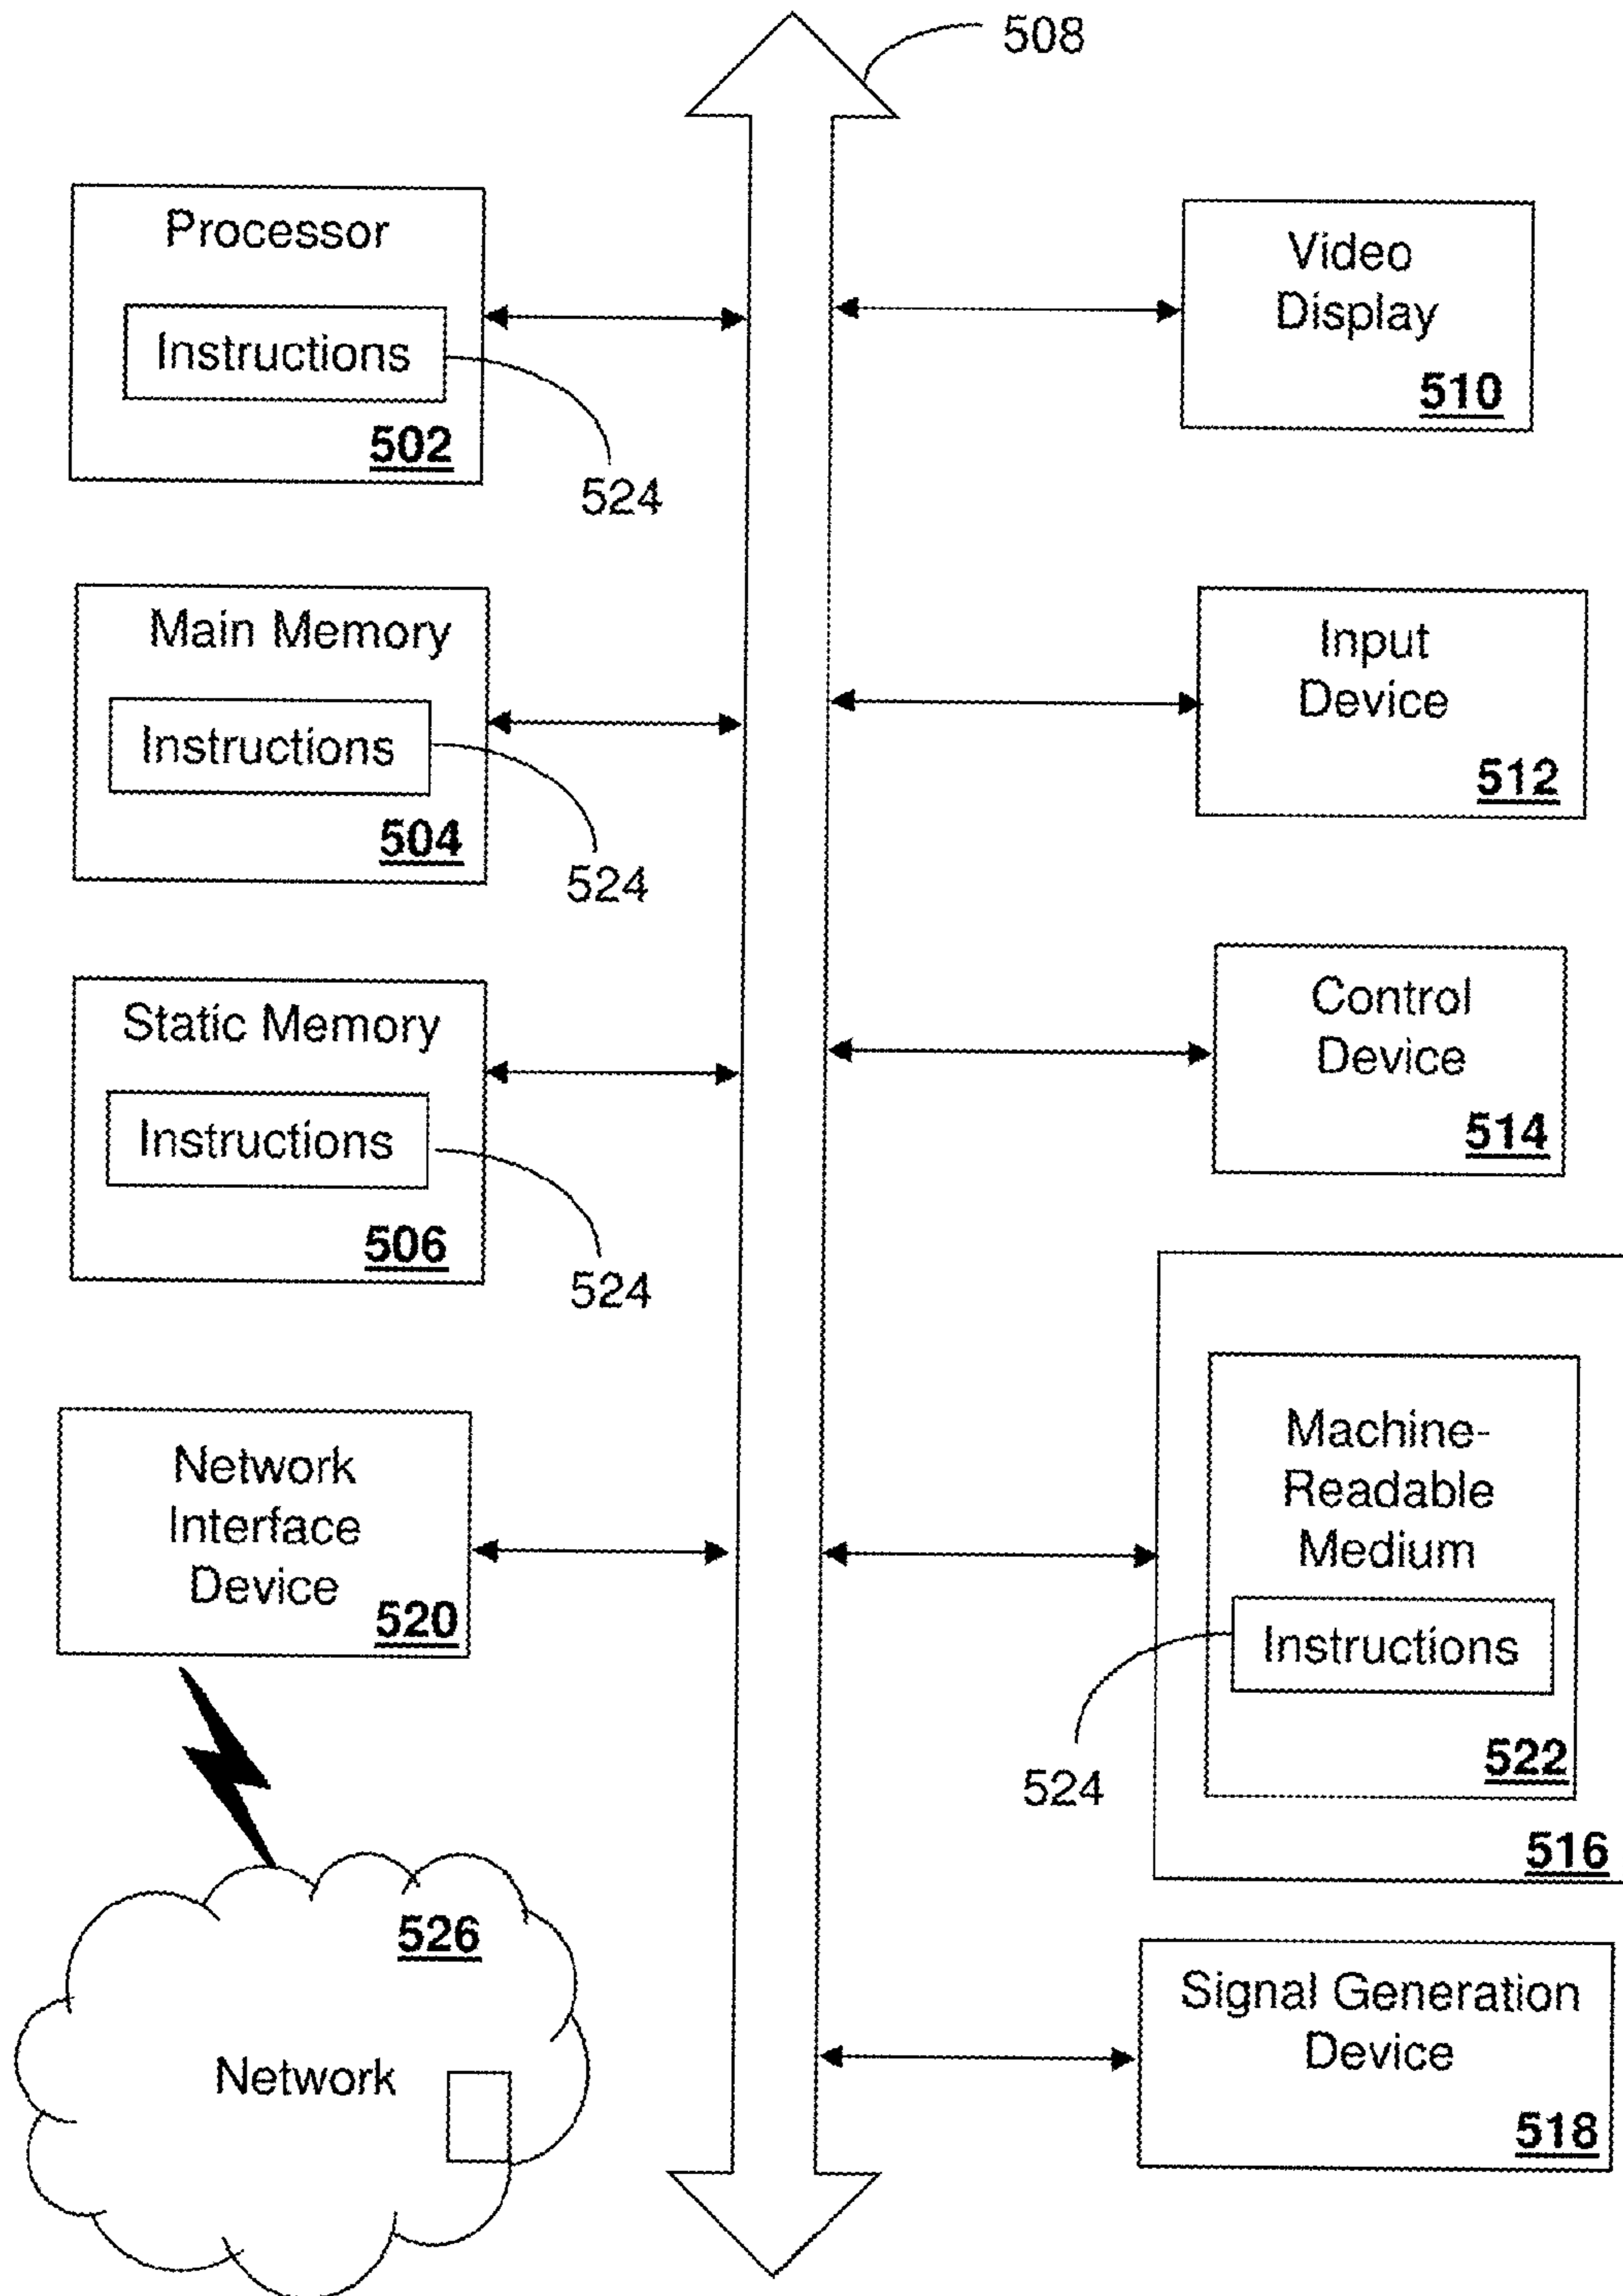 508
Processor
Instructions
502
524
Main Memory
Instructions
504
524
Static Memory
Instructions
506
524
Network
Interface
Device
520
526
Network
Video
Display
510
Input
Device
512
Control
Device
514
Machine-
Readable
Medium
Instructions
524
522
516
Signal Generation
Device
518